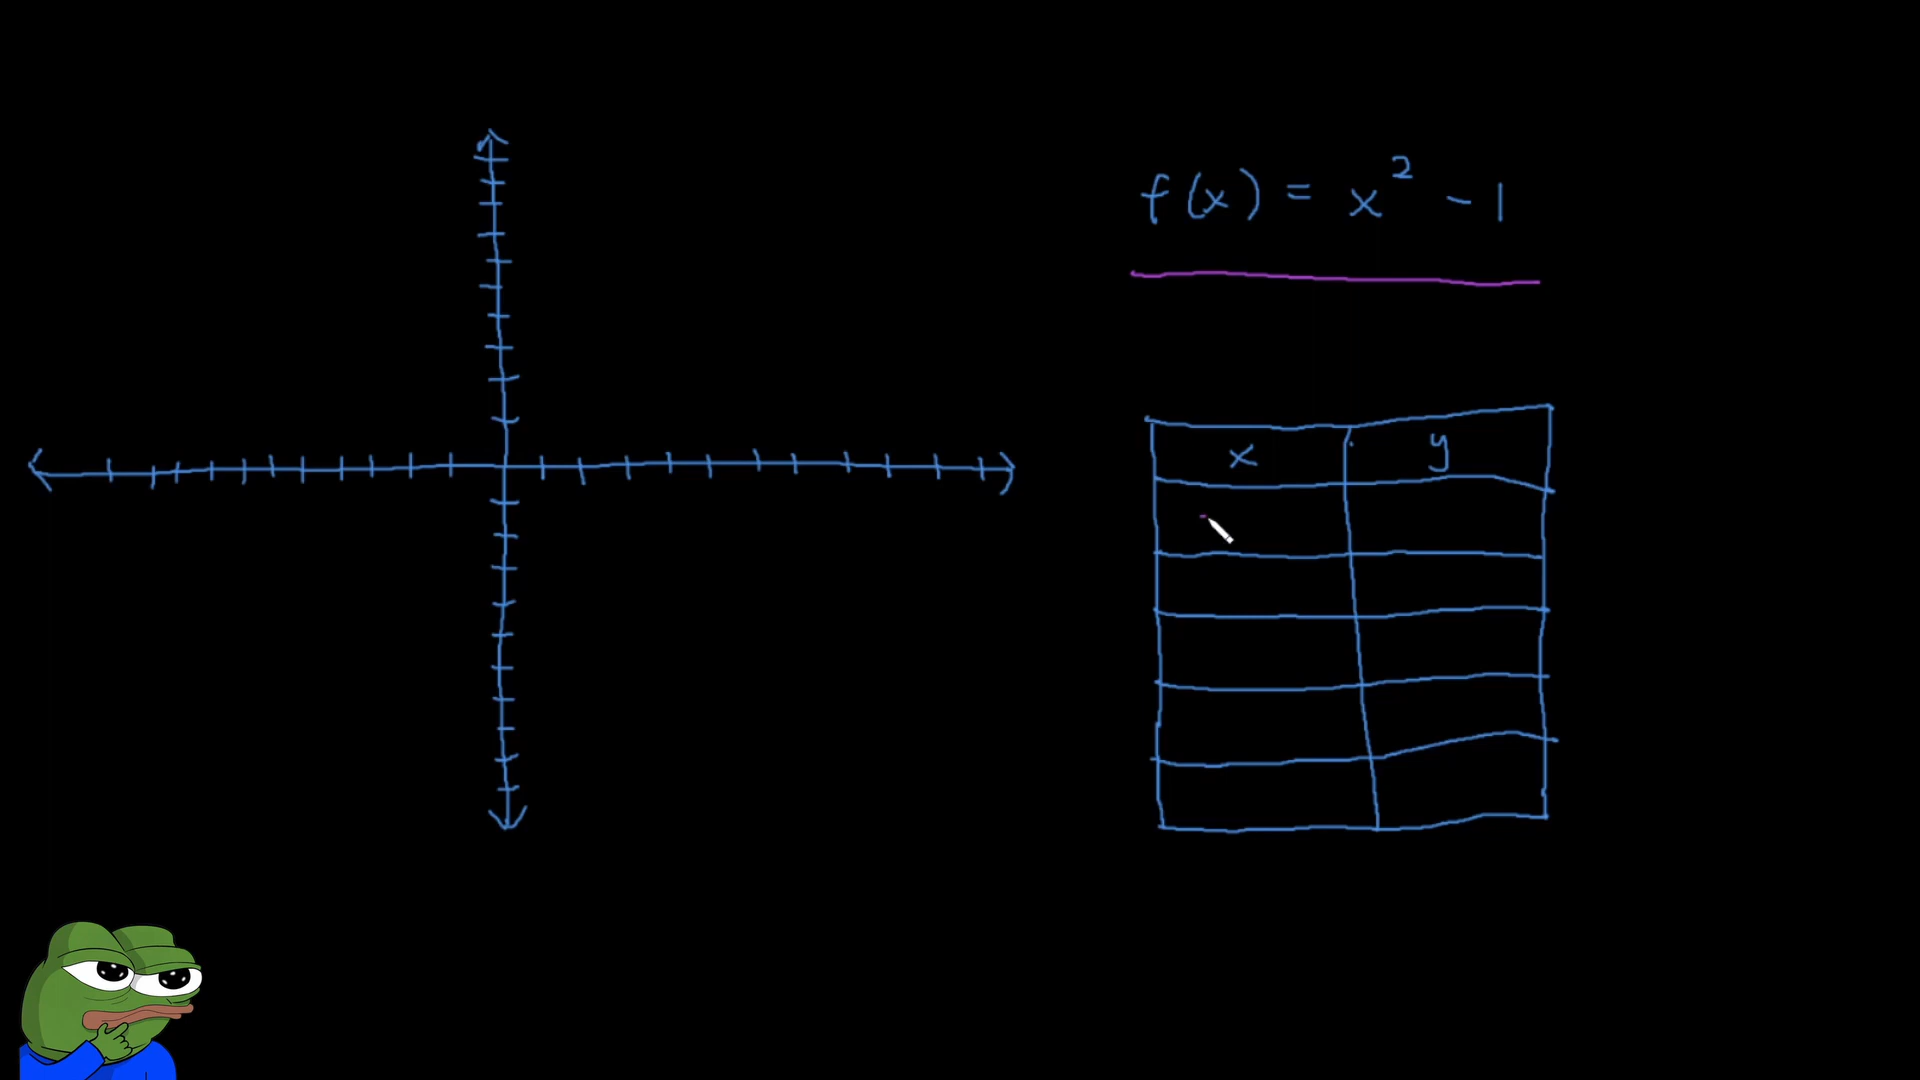 f(x) = x² - 1
x y